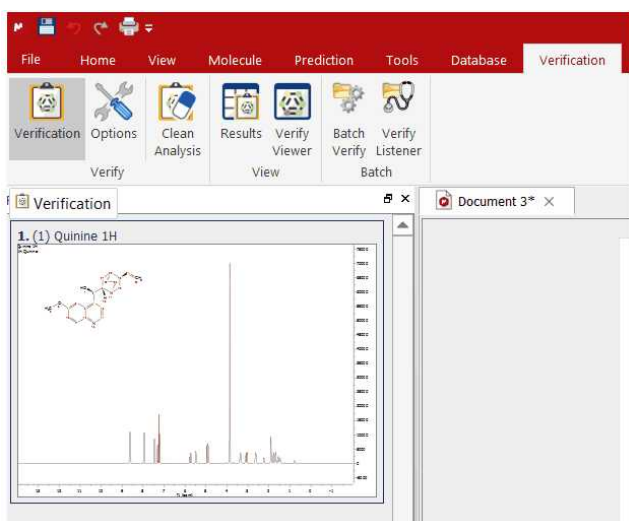 File Home View Molecule Prediction Tools Database Verification
Verification Options Clean Analysis Results Verify Viewer Batch Verify Verify Listener
Verify View Batch
Verification
Document 3*
1. (1) Quinine 1H